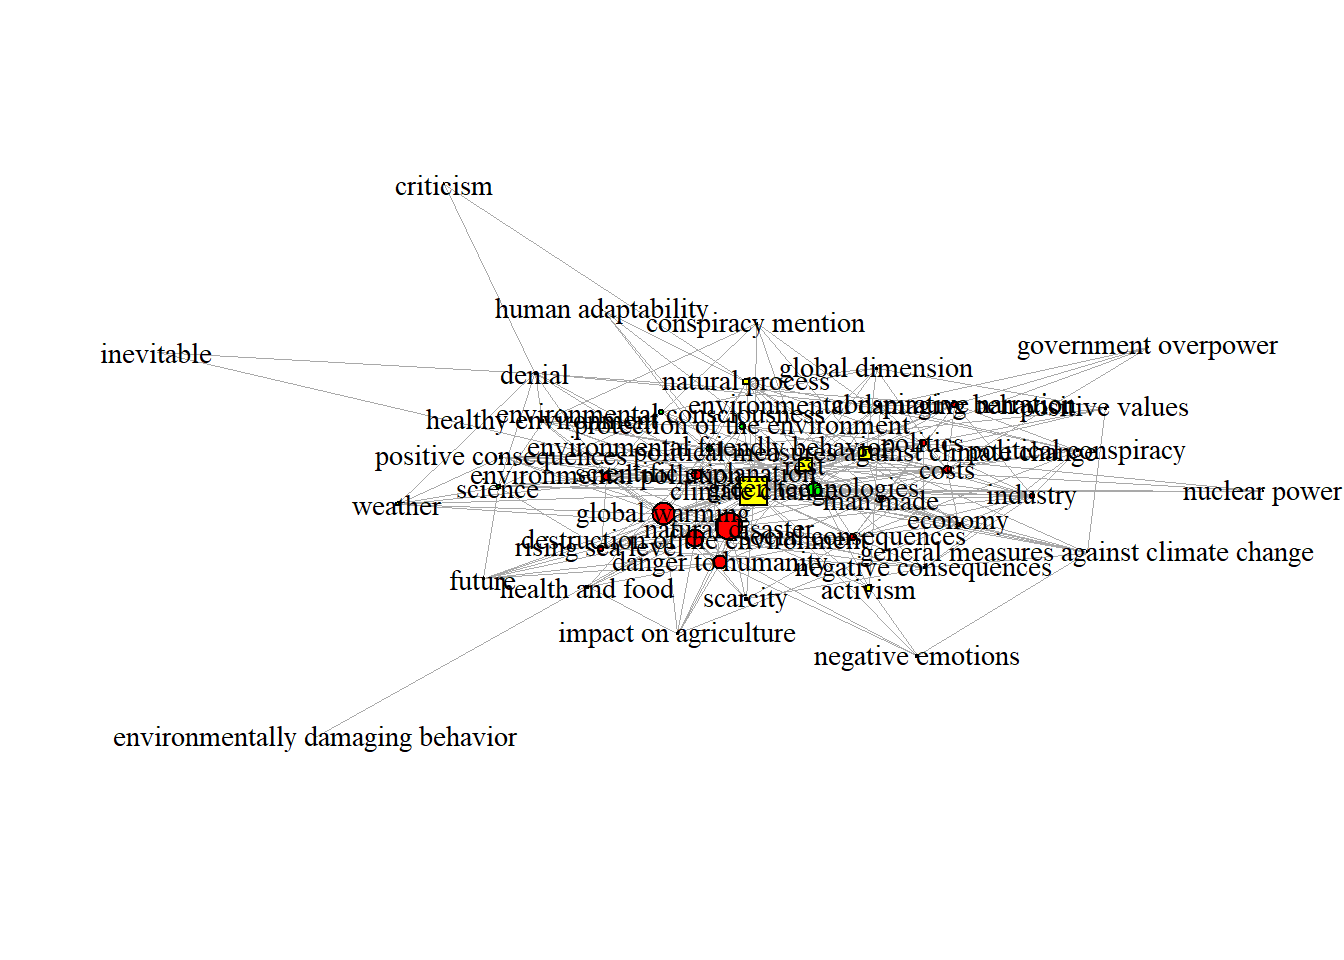 criticism
human adaptability
conspiracy mention
inevitable
government overpower
global dimension
denial
natural process
environmental damaging behavior
positive values
environmental consciousness
healthy environment
protection of the environment
environmental friendly behavior
politics
political measures against climate change
political conspiracy
positive consequences
rest
costs
scientific explanation
environmental pollution
science
climate change
green technologies
nuclear power
industry
man made
weather
global warming
economy
natural disaster
social consequences
destruction of the environment
rising sea level
general measures against climate change
danger to humanity
negative consequences
future
health and food
activism
scarcity
impact on agriculture
negative emotions
environmentally damaging behavior